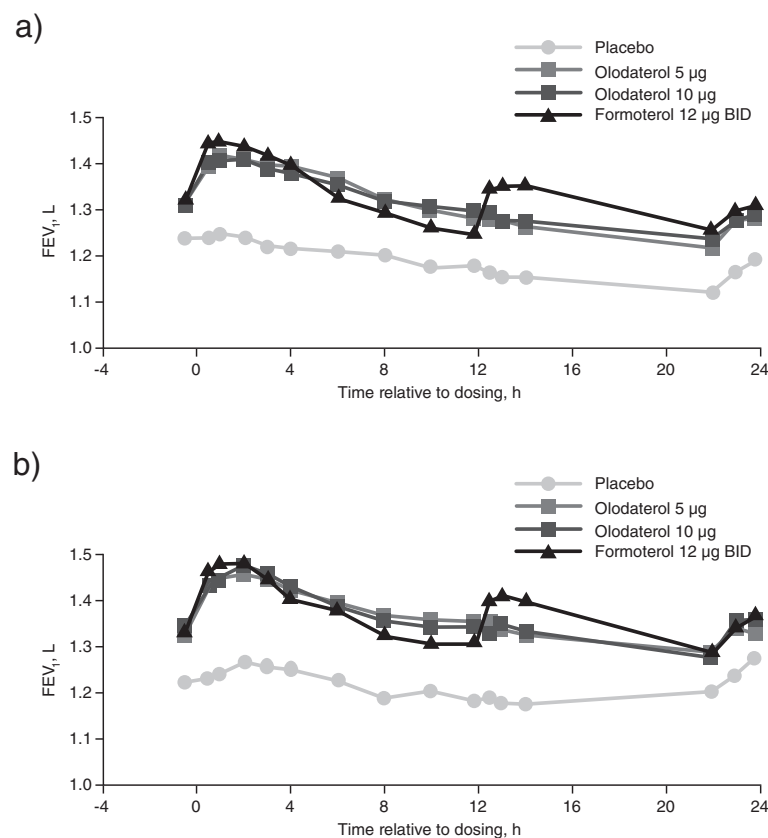 a)
Placebo
Olodaterol 5 µg
Olodaterol 10 µg
Formoterol 12 µg BID
1.5
1.4
1.3
1.2
1.1
1.0
FEV₁, L
-4 0 4 8 12 16 20 24
Time relative to dosing, h
b)
Placebo
Olodaterol 5 µg
Olodaterol 10 µg
Formoterol 12 µg BID
1.5
1.4
1.3
1.2
1.1
1.0
FEV₁, L
-4 0 4 8 12 16 20 24
Time relative to dosing, h